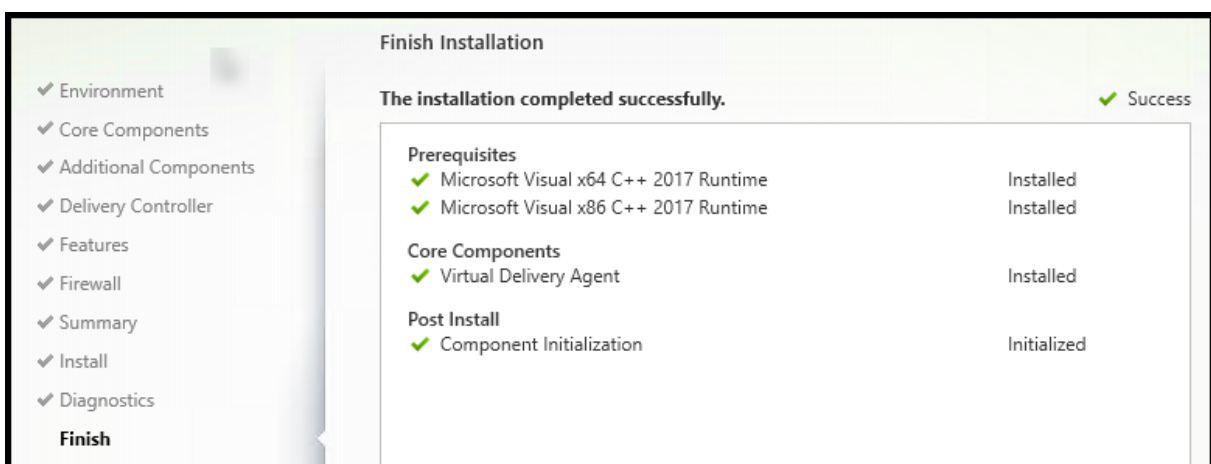 Finish Installation
Environment
Core Components
Additional Components
Delivery Controller
Features
Firewall
Summary
Install
Diagnostics
Finish
The installation completed successfully. Success
Prerequisites
Microsoft Visual x64 C++ 2017 Runtime Installed
Microsoft Visual x86 C++ 2017 Runtime Installed
Core Components
Virtual Delivery Agent Installed
Post Install
Component Initialization Initialized